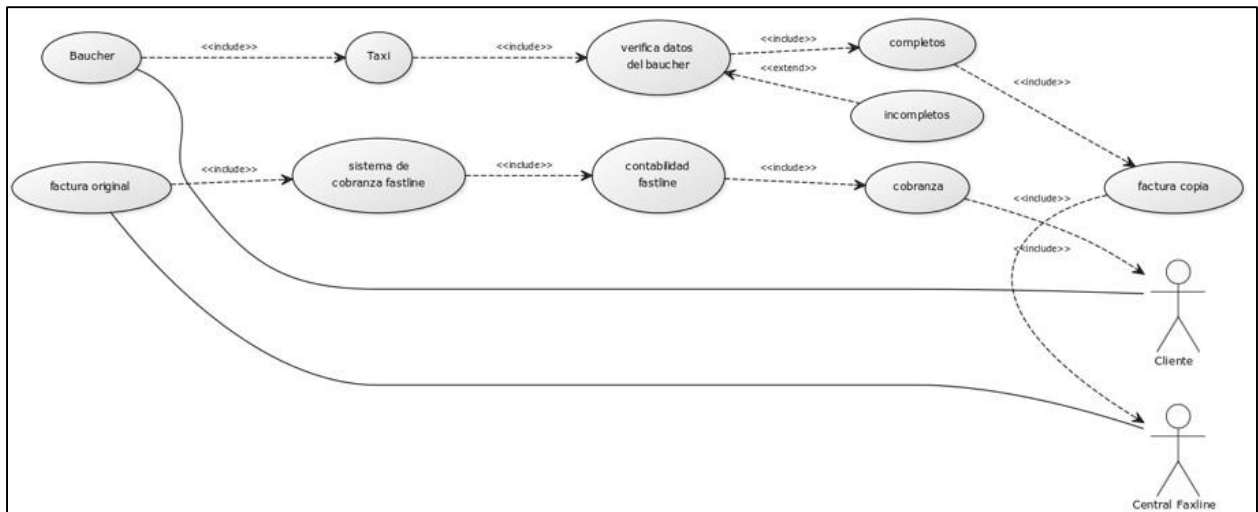 Baucher
<<include>>
Taxi
<<include>>
verifica datos
del baucher
<<include>>
completos
<<extend>>
<<include>>
incompletos
factura original
<<include>>
sistema de
cobranza fastline
<<include>>
contabilidad
fastline
<<include>>
cobranza
factura copia
<<include>>
<<include>>
Cliente
Central Faxline